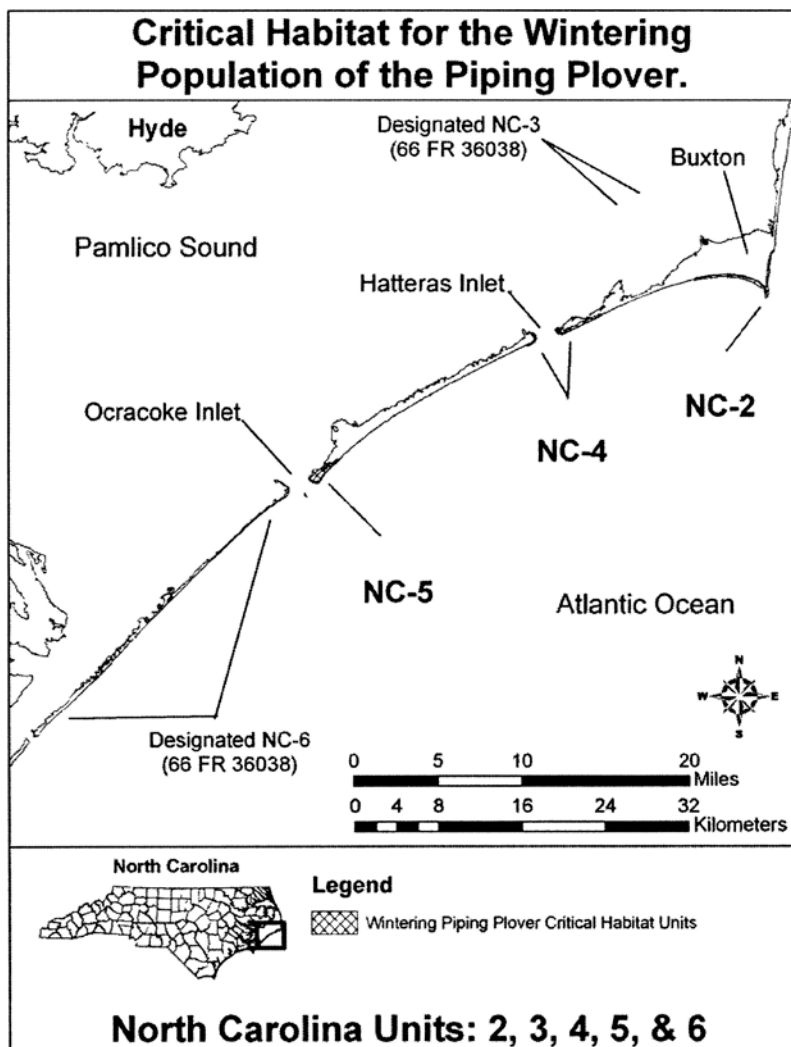 Critical Habitat for the Wintering
Population of the Piping Plover.
Hyde
Designated NC-3
(66 FR 36038)
Buxton
Pamlico Sound
Hatteras Inlet
NC-2
Ocracoke Inlet
NC-4
NC-5
Atlantic Ocean
N
W E
S
Designated NC-6
(66 FR 36038)
0 5 10 20
Miles
0 4 8 16 24 32
Kilometers
North Carolina
Legend
Wintering Piping Plover Critical Habitat Units
North Carolina Units: 2, 3, 4, 5, & 6